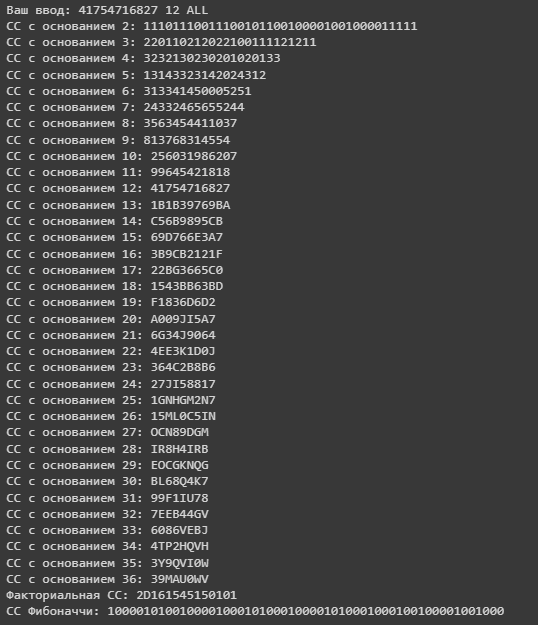 Ваш ввод: 41754716827 12 ALL
СС с основанием 2: 11101110011100101100100001001000011111
СС с основанием 3: 220110212022100111121211
СС с основанием 4: 3232130230201020133
СС с основанием 5: 13143323142024312
СС с основанием 6: 313341450005251
СС с основанием 7: 24332465655244
СС с основанием 8: 3563454411037
СС с основанием 9: 813768314554
СС с основанием 10: 256031986207
СС с основанием 11: 99645421818
СС с основанием 12: 41754716827
СС с основанием 13: 1B1B39769BA
СС с основанием 14: C56B9895CB
СС с основанием 15: 69D766E3A7
СС с основанием 16: 3B9CB2121F
СС с основанием 17: 22BG3665C0
СС с основанием 18: 1543BB63BD
СС с основанием 19: F1836D6D2
СС с основанием 20: A009JI5A7
СС с основанием 21: 6G34J9064
СС с основанием 22: 4EE3K1D0J
СС с основанием 23: 364C2B8B6
СС с основанием 24: 27JI58817
СС с основанием 25: 1GNHGM2N7
СС с основанием 26: 15ML0C5IN
СС с основанием 27: OCN89DGM
СС с основанием 28: IR8H4IRB
СС с основанием 29: EOCGKNQG
СС с основанием 30: BL68Q4K7
СС с основанием 31: 99F1IU78
СС с основанием 32: 7EEB44GV
СС с основанием 33: 6086VEBJ
СС с основанием 34: 4TP2HQVH
СС с основанием 35: 3Y9QVI0W
СС с основанием 36: 39MAU0WV
Факториальная СС: 2D161545150101
СС Фибоначчи: 1000010100100001000101000100001010001000100100001001000